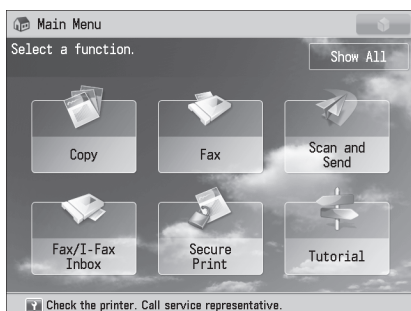 Main Menu
Select a function.
Show All
Copy
Fax
Scan and
Send
Fax/I-Fax
Inbox
Secure
Print
Tutorial
Check the printer. Call service representative.